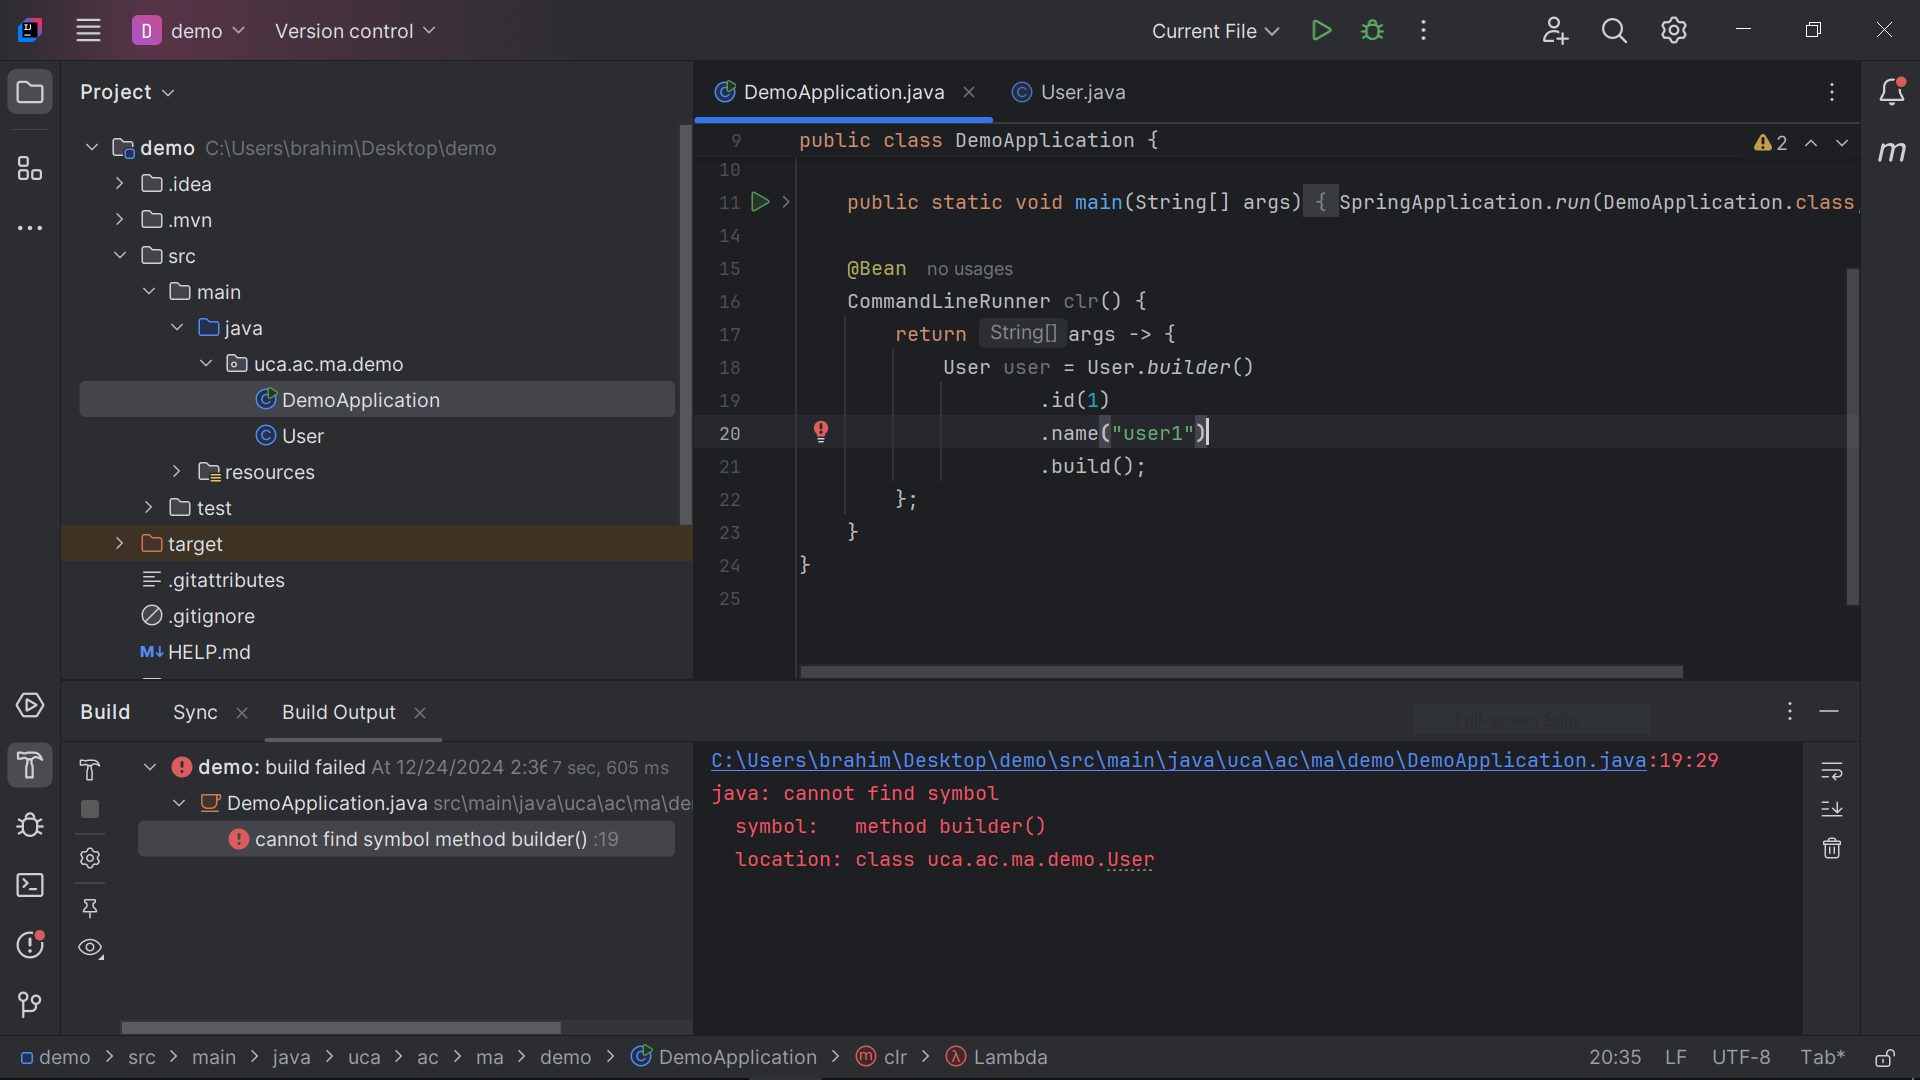 D demo Version control Current File
Project
demo C:\Users\brahim\Desktop\demo
.idea
.mvn
src
main
java
uca.ac.ma.demo
DemoApplication
User
resources
test
target
.gitattributes
.gitignore
M↓ HELP.md
DemoApplication.java User.java
9 public class DemoApplication {
2
10
11 public static void main(String[] args) { SpringApplication.run(DemoApplication.class,
14
15 @Bean no usages
16 CommandLineRunner clr() {
17 return String[] args -> {
18 User user = User.builder()
19 .id(1)
20 .name("user1")
21 .build();
22 };
23 }
24 }
25
m
Build Sync Build Output
Full-screen Snip
demo: build failed At 12/24/2024 2:36 7 sec, 605 ms
DemoApplication.java src\main\java\uca\ac\ma\de
cannot find symbol method builder() :19
C:\Users\brahim\Desktop\demo\src\main\java\uca\ac\ma\demo\DemoApplication.java:19:29
java: cannot find symbol
symbol: method builder()
location: class uca.ac.ma.demo.User
demo > src > main > java > uca > ac > ma > demo > DemoApplication > m clr > λ Lambda
20:35 LF UTF-8 Tab*